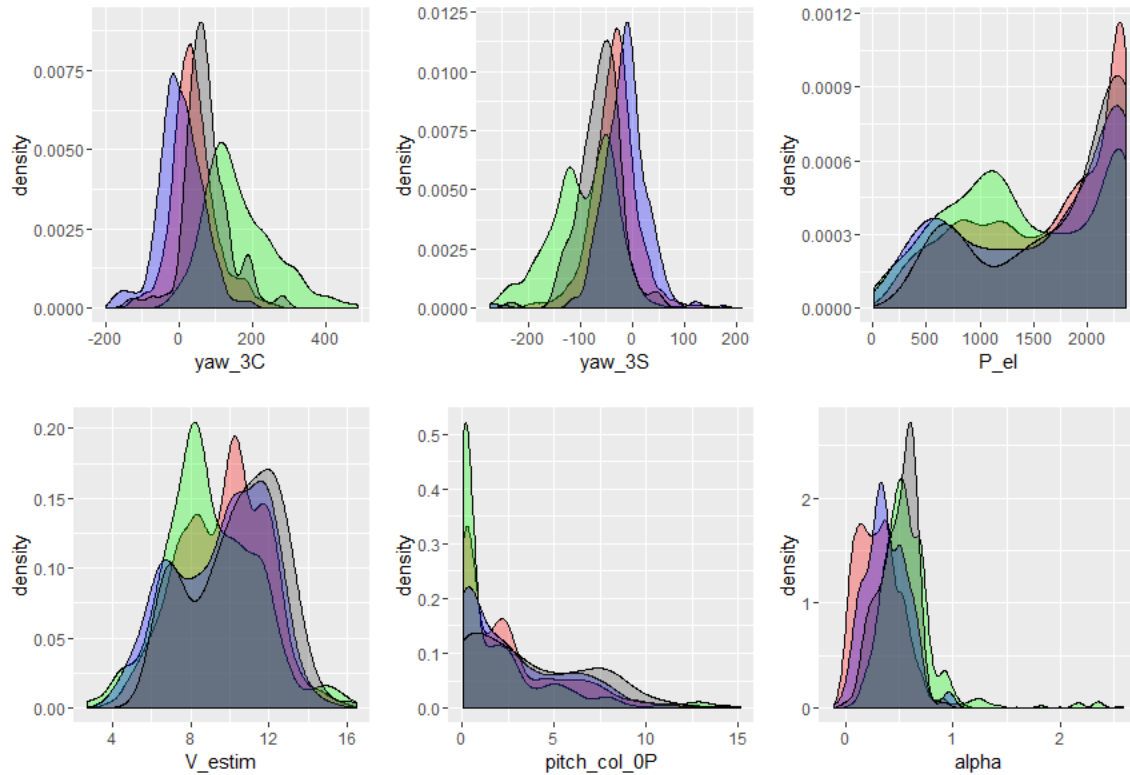 density
0.0075
0.0050
0.0025
0.0000
-200 0 200 400
yaw_3C
density
0.0125
0.0100
0.0075
0.0050
0.0025
0.0000
-200 -100 0 100 200
yaw_3S
density
0.0012
0.0009
0.0006
0.0003
0.0000
0 500 1000 1500 2000
P_el
density
0.20
0.15
0.10
0.05
0.00
4 8 12 16
V_estim
density
0.5
0.4
0.3
0.2
0.1
0.0
0 5 10 15
pitch_col_0P
density
2
1
0
0 1 2
alpha